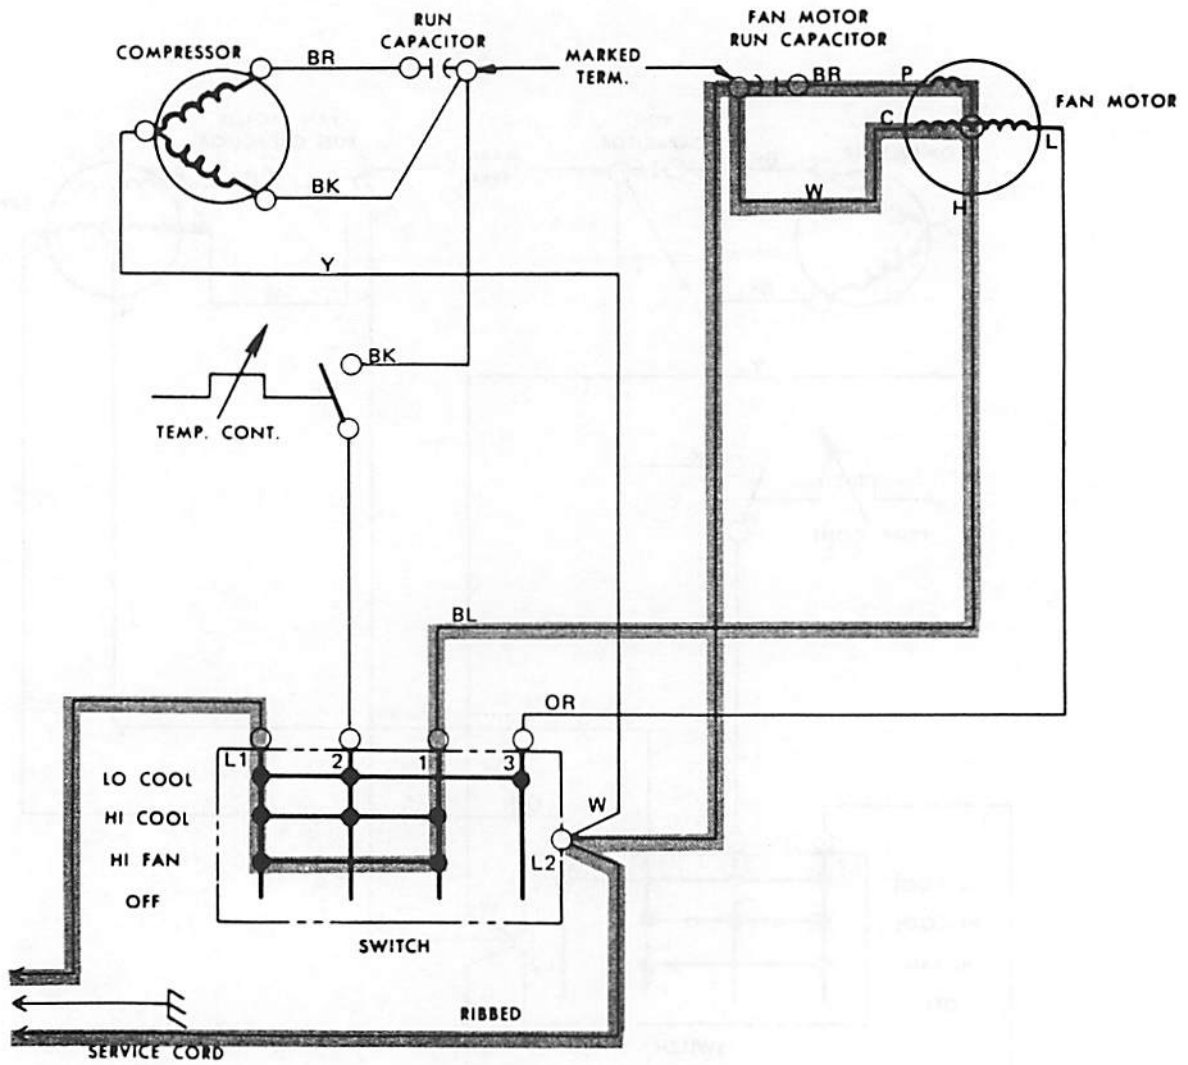 FAN MOTOR
RUN CAPACITOR
RUN
CAPACITOR
COMPRESSOR
BR
MARKED
TERM.
BR
P
FAN MOTOR
C
L
BK
W
H
Y
BK
TEMP. CONT.
BL
OR
L1
2
1
3
LO COOL
HI COOL
W
HI FAN
L2
OFF
SWITCH
RIBBED
SERVICE CORD